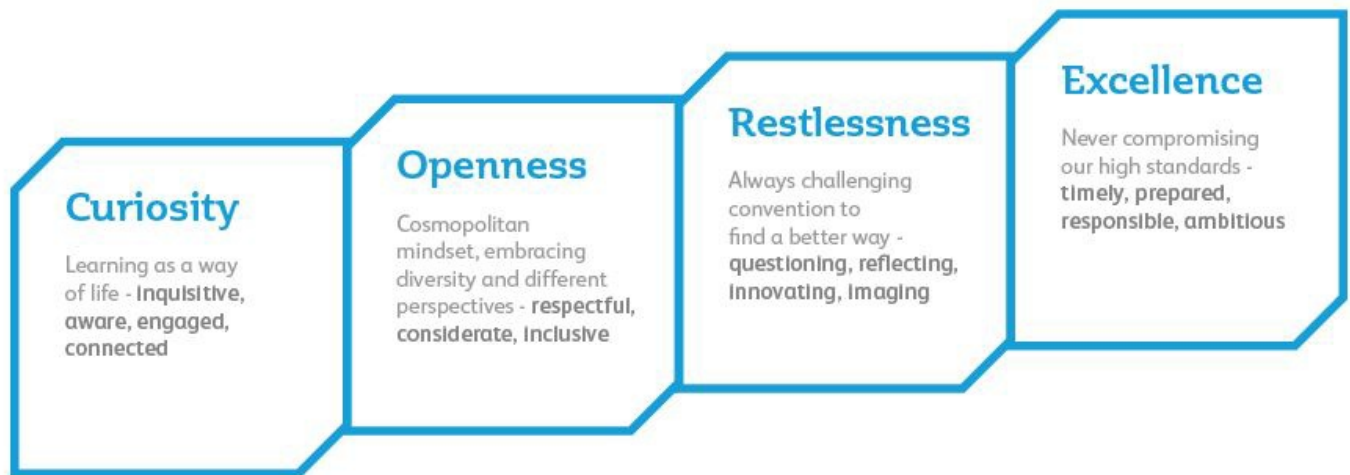 Curiosity
Learning as a way
of life - inquisitive,
aware, engaged,
connected
Openness
Cosmopolitan
mindset, embracing
diversity and different
perspectives - respectful,
considerate, inclusive
Restlessness
Always challenging
convention to
find a better way -
questioning, reflecting,
innovating, imaging
Excellence
Never compromising
our high standards -
timely, prepared,
responsible, ambitious